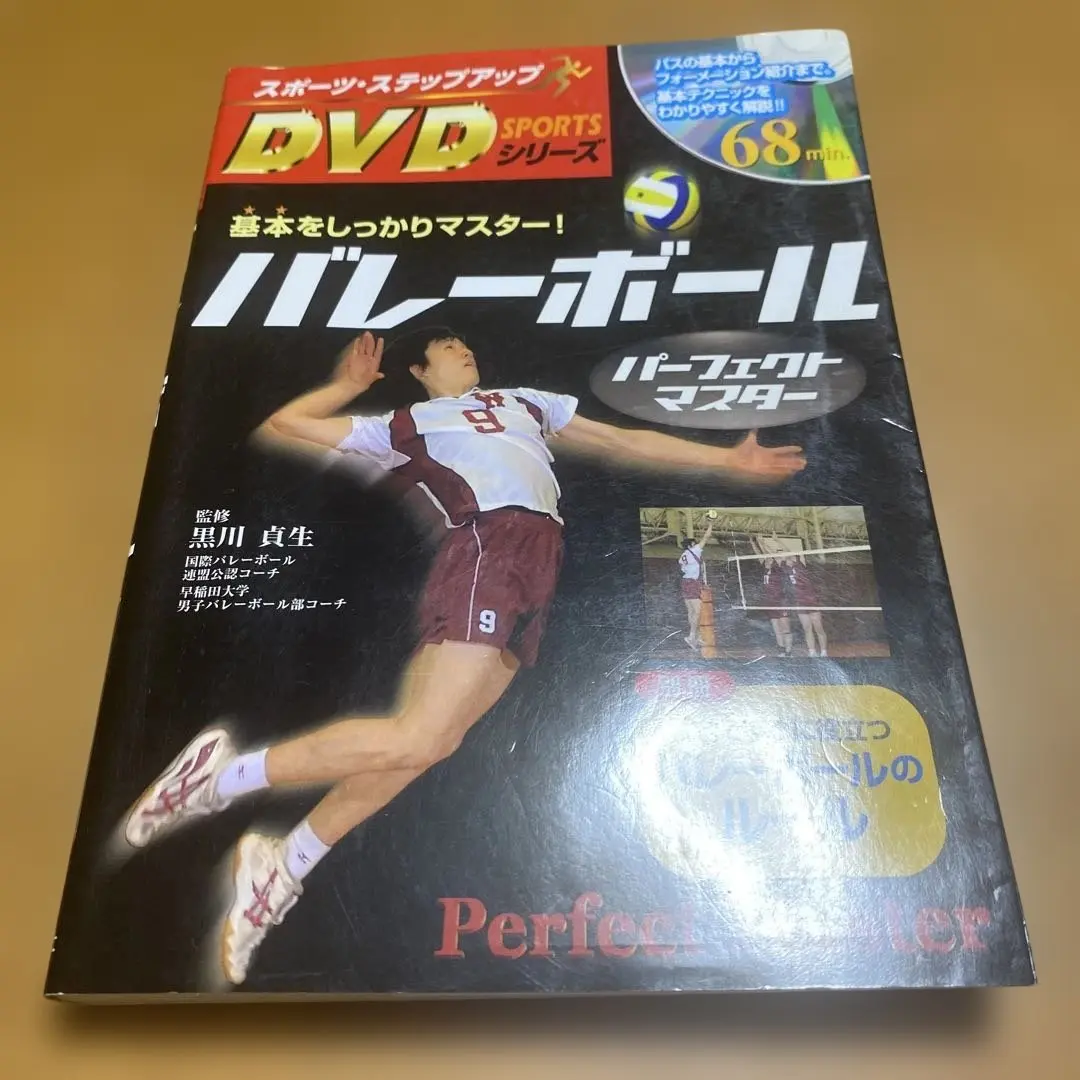 スポーツ・ステップアップ
DVD SPORTS シリーズ
パスの基本から
フォーメーション紹介まで。
基本テクニックを
わかりやすく解説!!
68 min.
基本をしっかりマスター!
バレーボール
パーフェクト
マスター
W
9
監修
黒川 貞生
国際バレーボール
連盟公認コーチ
早稲田大学
男子バレーボール部コーチ
9
に役立つ
ールの
ル
Perfect